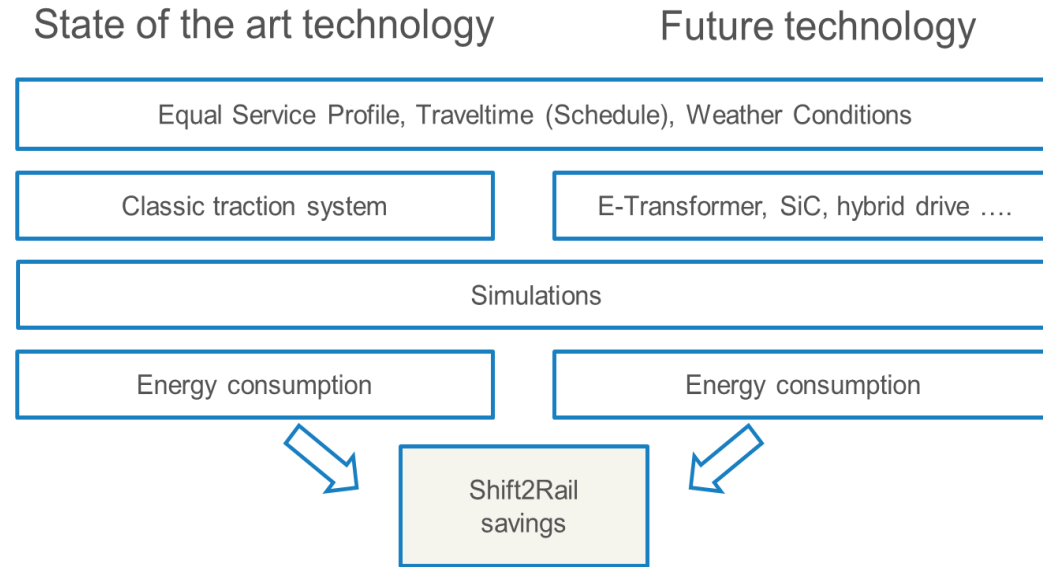 State of the art technology
Future technology
Equal Service Profile, Traveltime (Schedule), Weather Conditions
Classic traction system
E-Transformer, SiC, hybrid drive ....
Simulations
Energy consumption
Energy consumption
Shift2Rail
savings